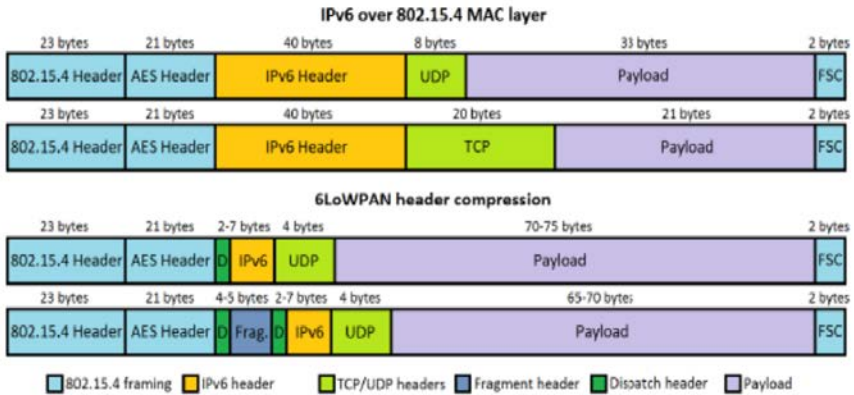 IPv6 over 802.15.4 MAC layer
23 bytes 21 bytes 40 bytes 8 bytes 33 bytes 2 bytes
802.15.4 Header AES Header IPv6 Header UDP Payload FSC
23 bytes 21 bytes 40 bytes 20 bytes 21 bytes 2 bytes
802.15.4 Header AES Header IPv6 Header TCP Payload FSC
6LoWPAN header compression
23 bytes 21 bytes 2-7 bytes 4 bytes 70-75 bytes 2 bytes
802.15.4 Header AES Header D IPv6 UDP Payload FSC
23 bytes 21 bytes 4-5 bytes 2-7 bytes 4 bytes 65-70 bytes 2 bytes
802.15.4 Header AES Header D Frag. D IPv6 UDP Payload FSC
802.15.4 framing IPv6 header TCP/UDP headers Fragment header Dispatch header Payload